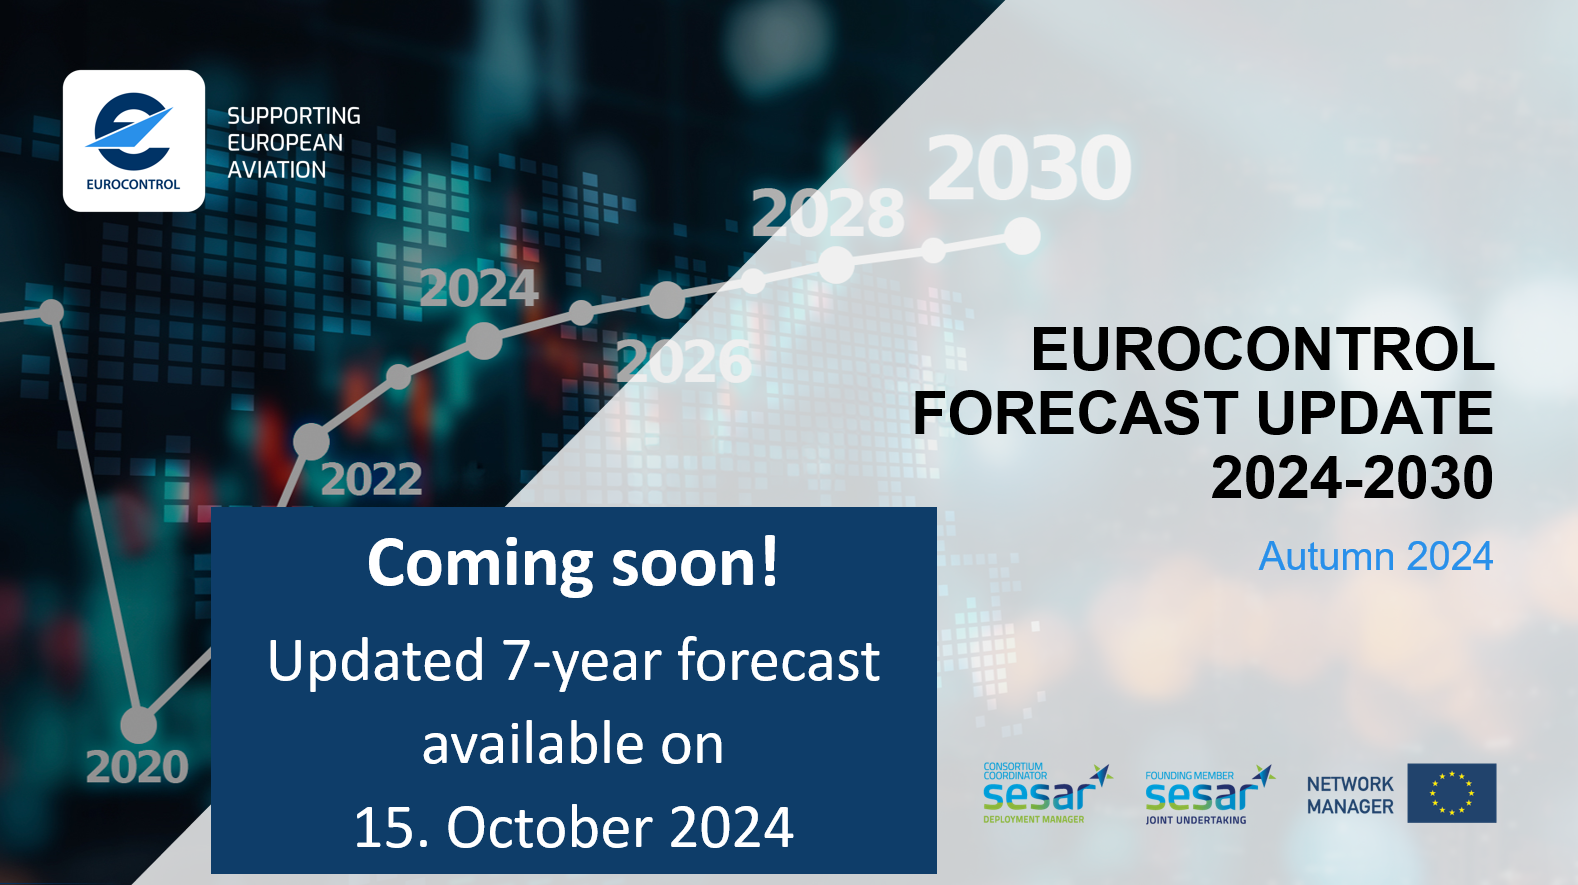 EUROCONTROL
SUPPORTING
EUROPEAN
AVIATION
2020
2022
2024
2026
2028
2030
EUROCONTROL
FORECAST UPDATE
2024-2030
Autumn 2024
Coming soon!
Updated 7-year forecast
available on
15. October 2024
CONSORTIUM
COORDINATOR
sesar
DEPLOYMENT MANAGER
FOUNDING MEMBER
sesar
JOINT UNDERTAKING
NETWORK
MANAGER